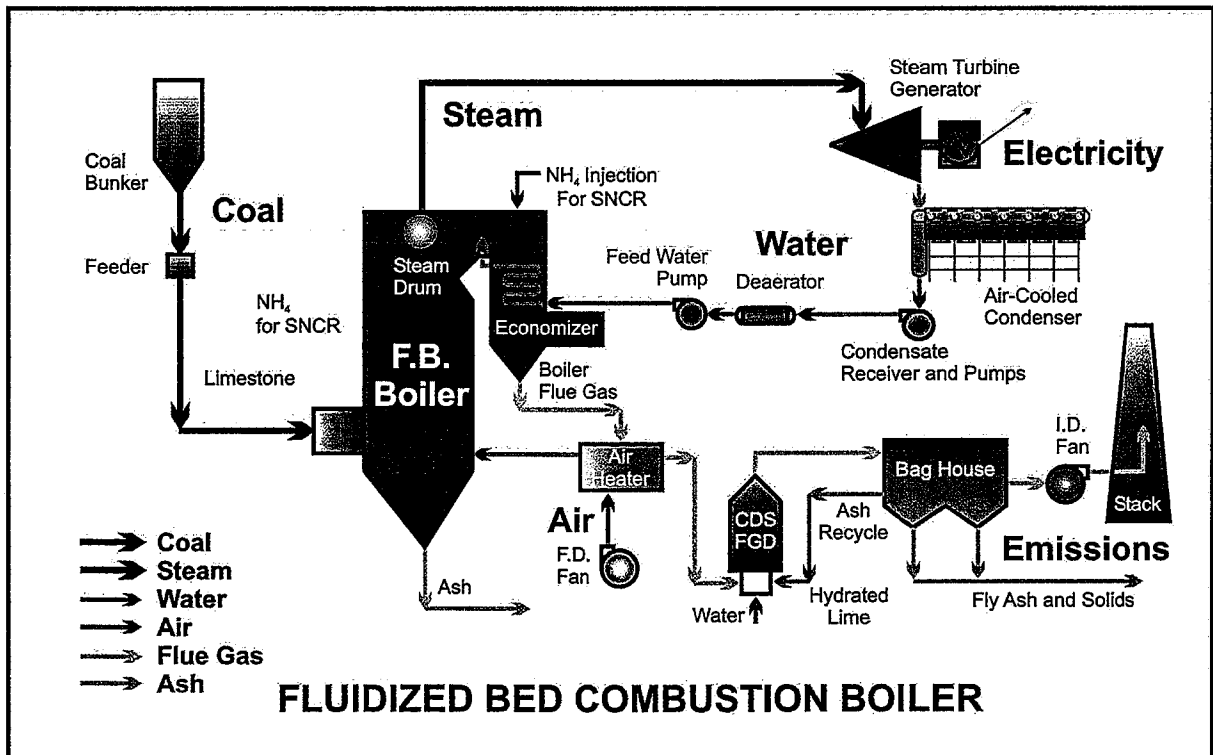 Steam Turbine
Generator
Steam
Electricity
Coal
Bunker
Coal
NH₄ Injection
For SNCR
Water
Feeder
Steam
Drum
Feed Water
Pump
Deaerator
Air-Cooled
Condenser
NH₄
for SNCR
Economizer
F.B.
Boiler
Condensate
Receiver and Pumps
Limestone
Boiler
Flue Gas
I.D.
Fan
Air
Heater
Bag House
Stack
Air
CDS
FGD
Ash
Recycle
Emissions
F.D.
Fan
Ash
Water
Hydrated
Lime
Fly Ash and Solids
Coal
Steam
Water
Air
Flue Gas
Ash
FLUIDIZED BED COMBUSTION BOILER